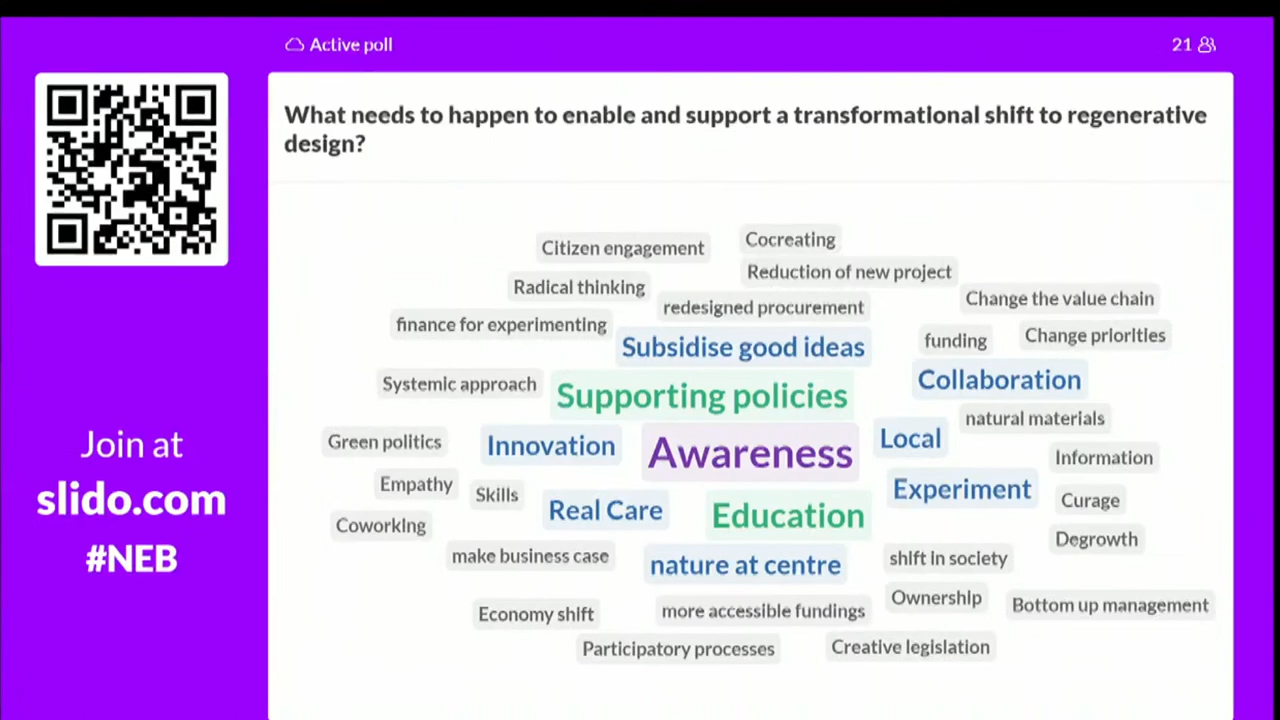 Active poll
21
What needs to happen to enable and support a transformational shift to regenerative
design?
Citizen engagement
Cocreating
Reduction of new project
Radical thinking
redesigned procurement
Change the value chain
finance for experimenting
Subsidise good ideas
funding
Change priorities
Systemic approach
Supporting policies
Collaboration
natural materials
Green politics
Innovation
Awareness
Local
Information
Empathy
Skills
Real Care
Education
Experiment
Curage
Coworking
Degrowth
make business case
nature at centre
shift in society
Economy shift
more accessible fundings
Ownership
Bottom up management
Participatory processes
Creative legislation
Join at
slido.com
#NEB